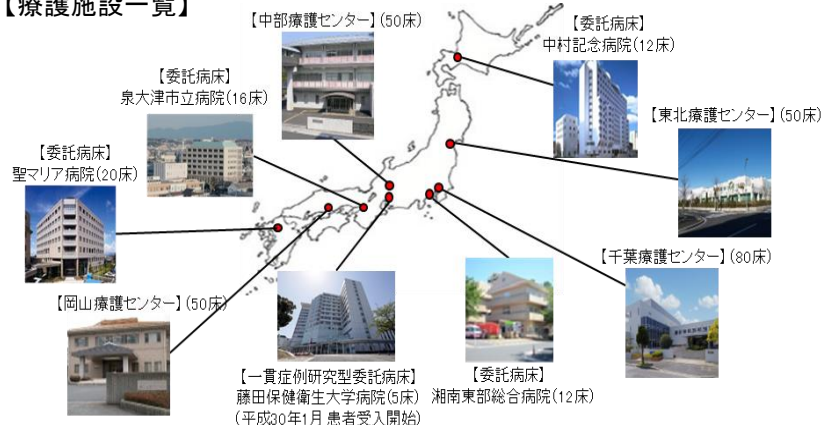 【療護施設一覧】
【中部療護センター】(50床)
【委託病床】
中村記念病院(12床)
【委託病床】
泉大津市立病院(16床)
【東北療護センター】(50床)
【委託病床】
聖マリア病院(20床)
【千葉療護センター】(80床)
【岡山療護センター】(50床)
【一貫症例研究型委託病床】
藤田保健衛生大学病院(5床)
(平成30年1月 患者受入開始)
【委託病床】
湘南東部総合病院(12床)